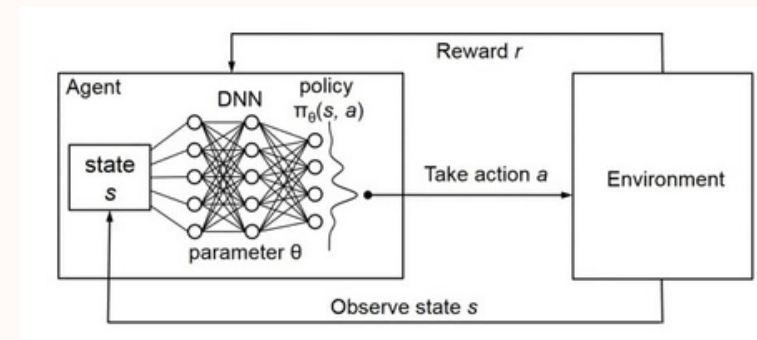 Reward r
Agent
DNN
policy
πθ(s, a)
state
s
Take action a
Environment
parameter θ
Observe state s